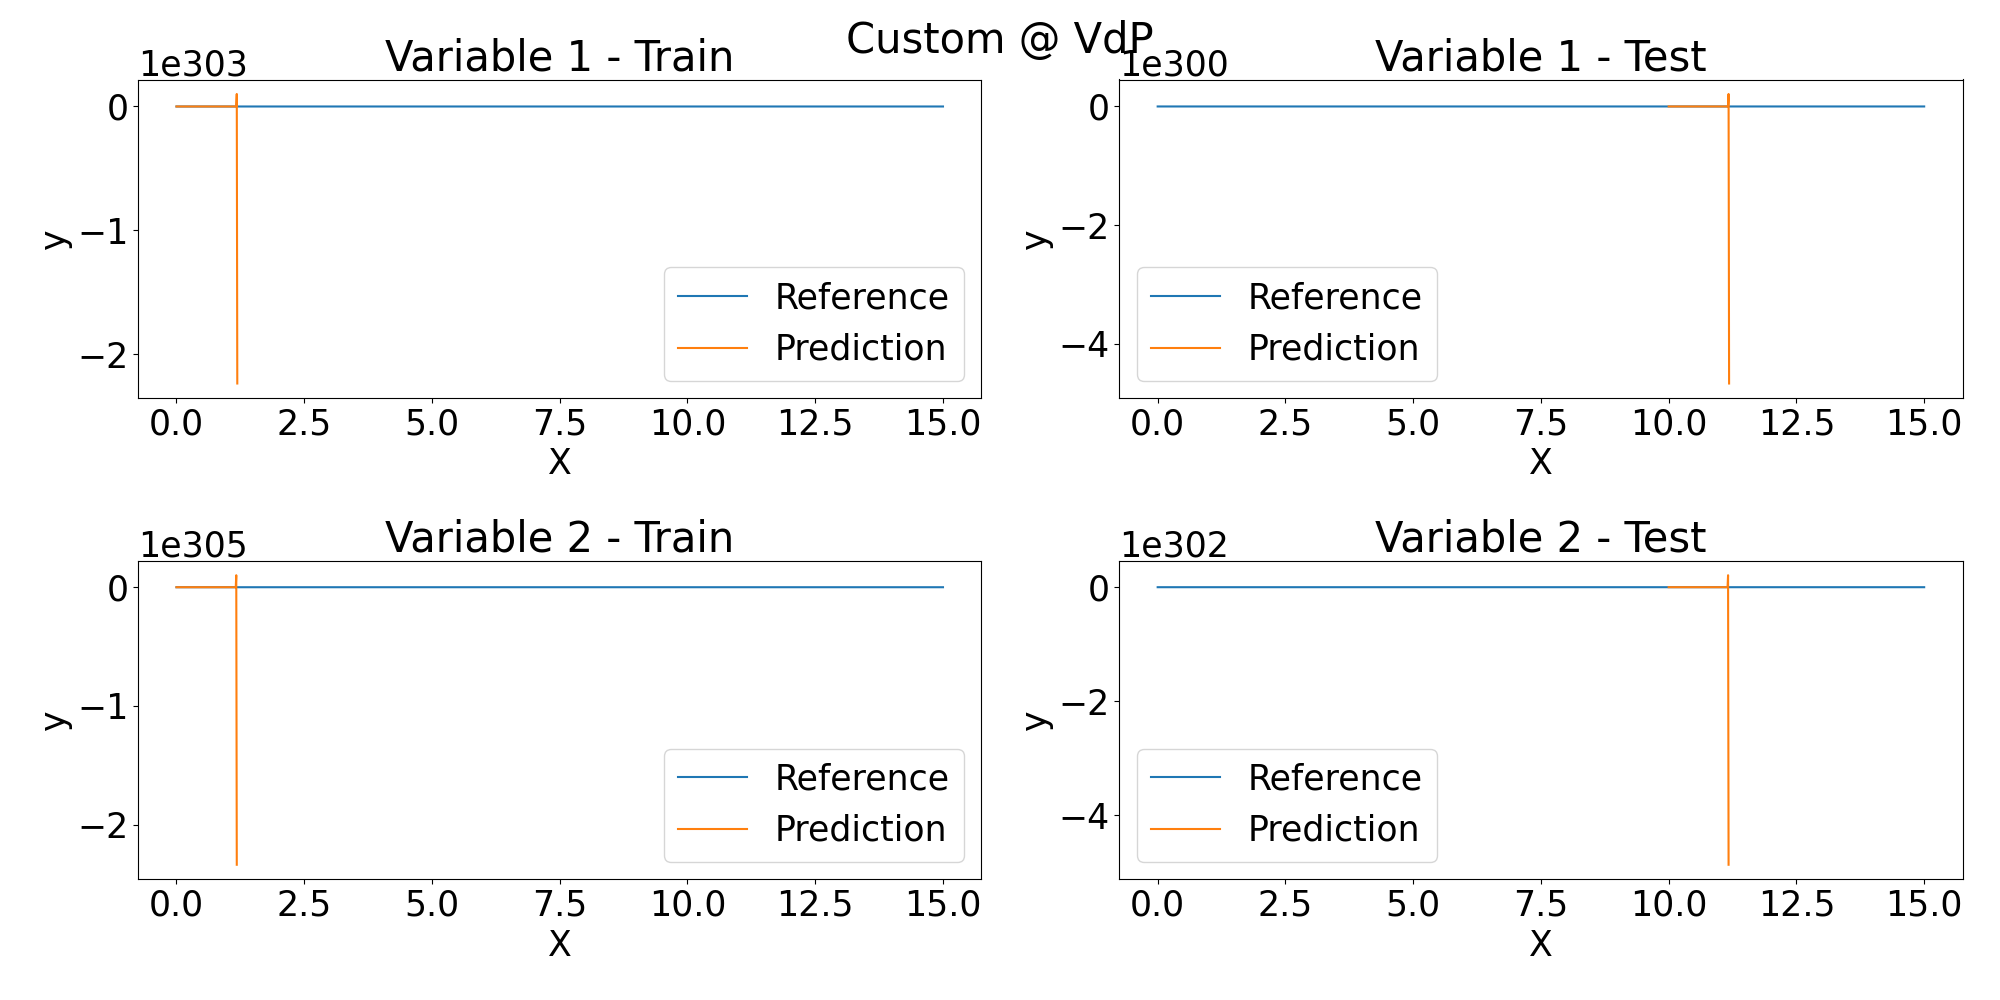 Custom @ VdP
Variable 1 - Train
1e303
0
−1
−2
y
Reference
Prediction
0.0 2.5 5.0 7.5 10.0 12.5 15.0
X
Variable 1 - Test
1e300
0
−2
−4
y
Reference
Prediction
0.0 2.5 5.0 7.5 10.0 12.5 15.0
X
Variable 2 - Train
1e305
0
−1
−2
y
Reference
Prediction
0.0 2.5 5.0 7.5 10.0 12.5 15.0
X
Variable 2 - Test
1e302
0
−2
−4
y
Reference
Prediction
0.0 2.5 5.0 7.5 10.0 12.5 15.0
X